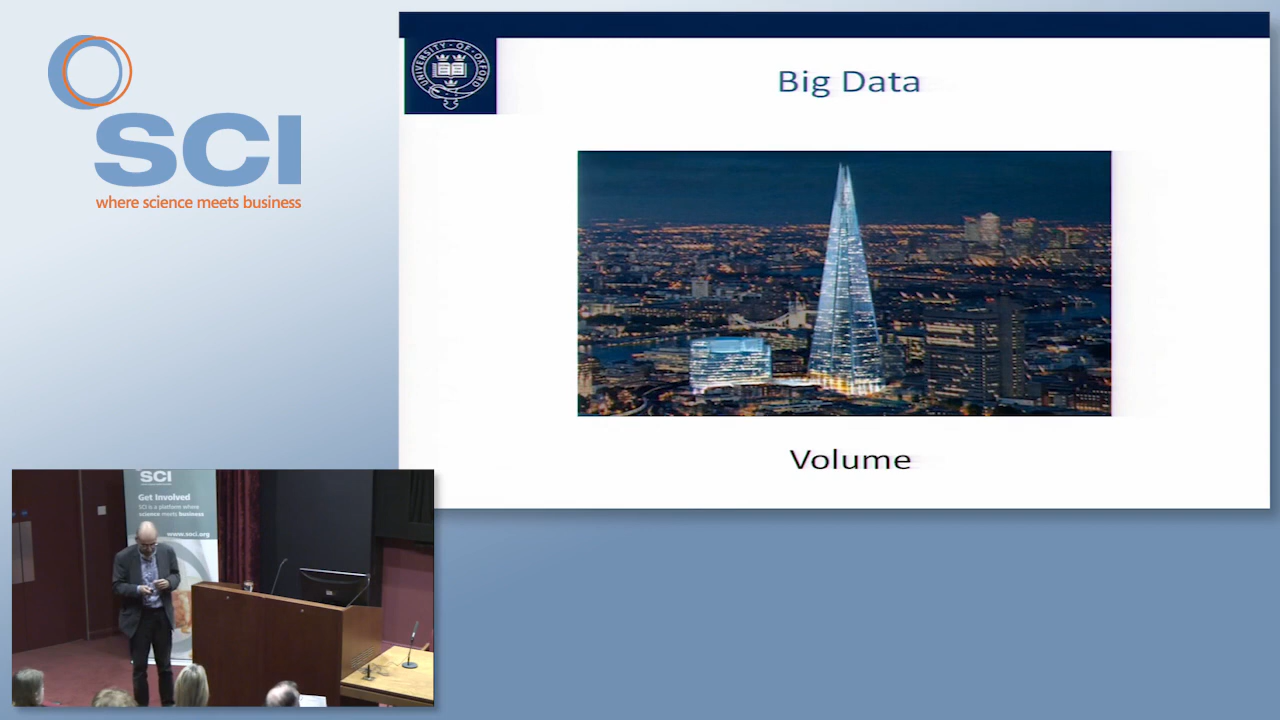 SCI
where science meets business
UNIVERSITY · OF · OXFORD
Big Data
Volume
SCI
Get Involved
SCI is a platform where
science meets business
www.soci.org